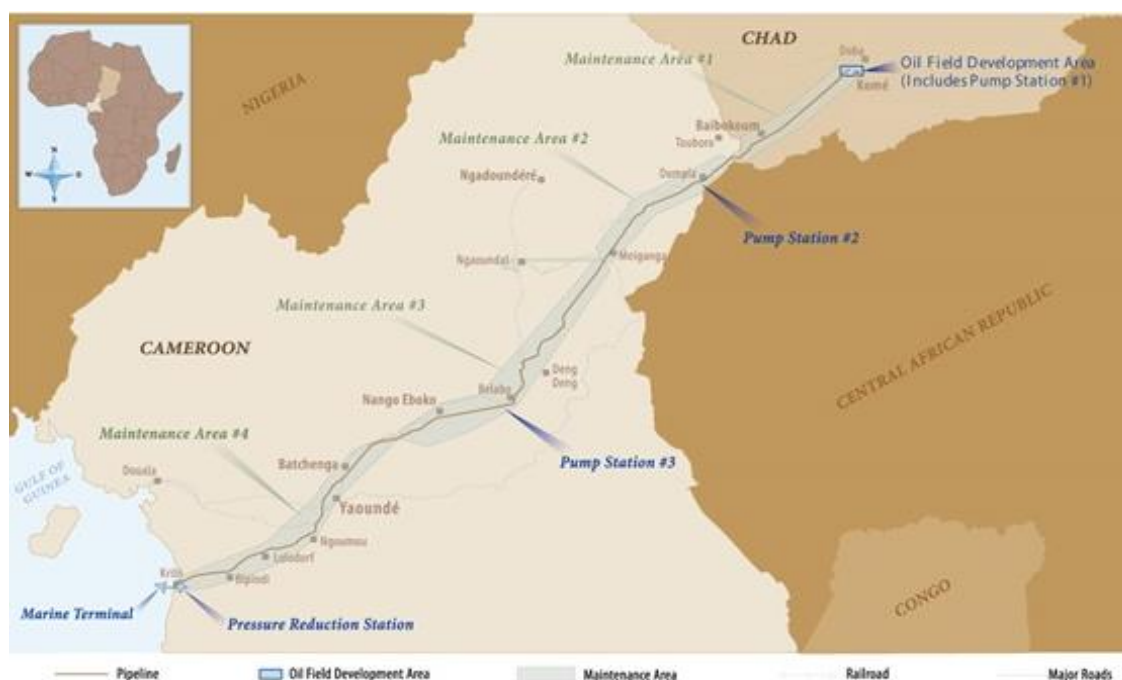 CHAD
Doba
Maintenance Area #1
Oil Field Development Area
(Includes Pump Station #1)
Komé
NIGERIA
Maintenance Area #2
Baibokoum
Touboro
N
W
S
Ngadoundéré
Dompla
Pump Station #2
Ngaoundal
Meiganga
Maintenance Area #3
CENTRAL AFRICAN REPUBLIC
CAMEROON
Deng
Deng
Belabo
Nango Eboko
Maintenance Area #4
Pump Station #3
Batchenga
GULF OF
GUINEA
Douala
Yaoundé
Ngoumou
Lolodorf
Kribi
Bipindi
CONGO
Marine Terminal
Pressure Reduction Station
Pipeline
Oil Field Development Area
Maintenance Area
Railroad
Major Roads